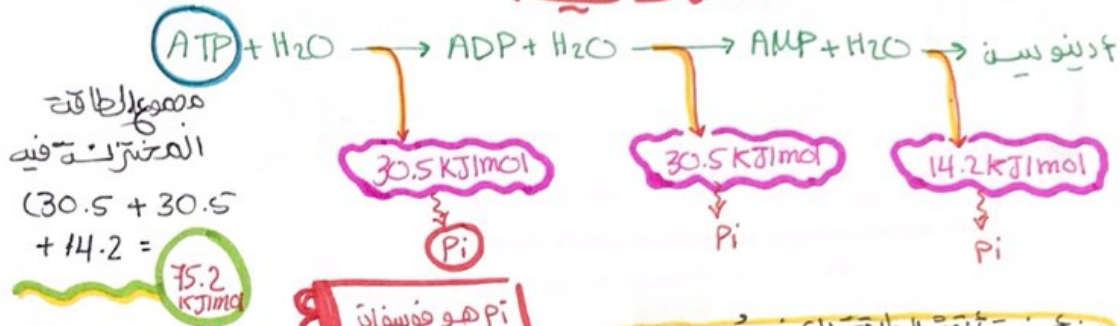 ATP + H2O → ADP + H2O → AMP + H2O → أدينوسين
مجموع الطاقة
المختزنة فيه
(30.5 + 30.5
+ 14.2 =
75.2
KJ/mol
30.5 KJ/mol
30.5 KJ/mol
14.2 KJ/mol
Pi
Pi
Pi
Pi هو فوسفات